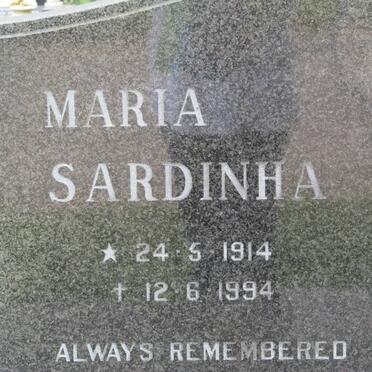 MARIA
SARDINHA
★ 24·5·1914
† 12·6·1994
ALWAYS REMEMBERED